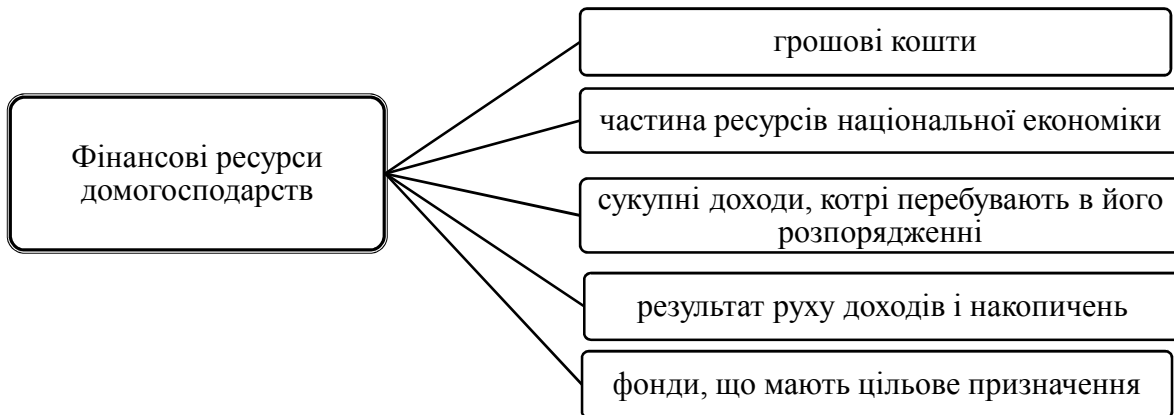 Фінансові ресурси
домогосподарств
грошові кошти
частина ресурсів національної економіки
сукупні доходи, котрі перебувають в його
розпорядженні
результат руху доходів і накопичень
фонди, що мають цільове призначення